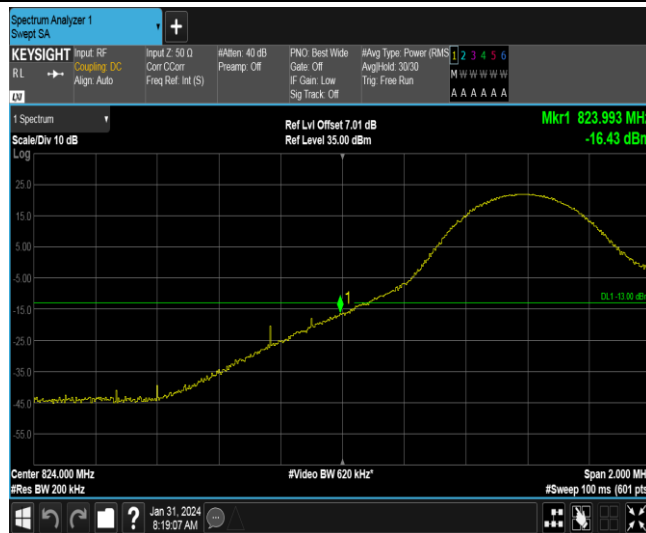 Spectrum Analyzer 1
Swept SA
+
KEYSIGHT Input: RF Input Z: 50 Ω #Atten: 40 dB PNO: Best Wide #Avg Type: Power (RMS 1 2 3 4 5 6
RL Coupling: DC Corr CCorr Preamp: Off Gate: Off Avg|Hold: 30/30 M W W W W W
Align: Auto Freq Ref: Int (S) IF Gain: Low Trig: Free Run
Sig Track: Off A A A A A A
LXI
1 Spectrum Ref Lvl Offset 7.01 dB Mkr1 823.993 MHz
Scale/Div 10 dB Ref Level 35.00 dBm -16.43 dBm
Log
25.0
15.0
5.00
-5.00
1
DL1 -13.00 dBm
-15.0
-25.0
-35.0
-45.0
-55.0
Center 824.000 MHz #Video BW 620 kHz* Span 2.000 MHz
#Res BW 200 kHz #Sweep 100 ms (601 pts
? Jan 31, 2024
8:19:07 AM